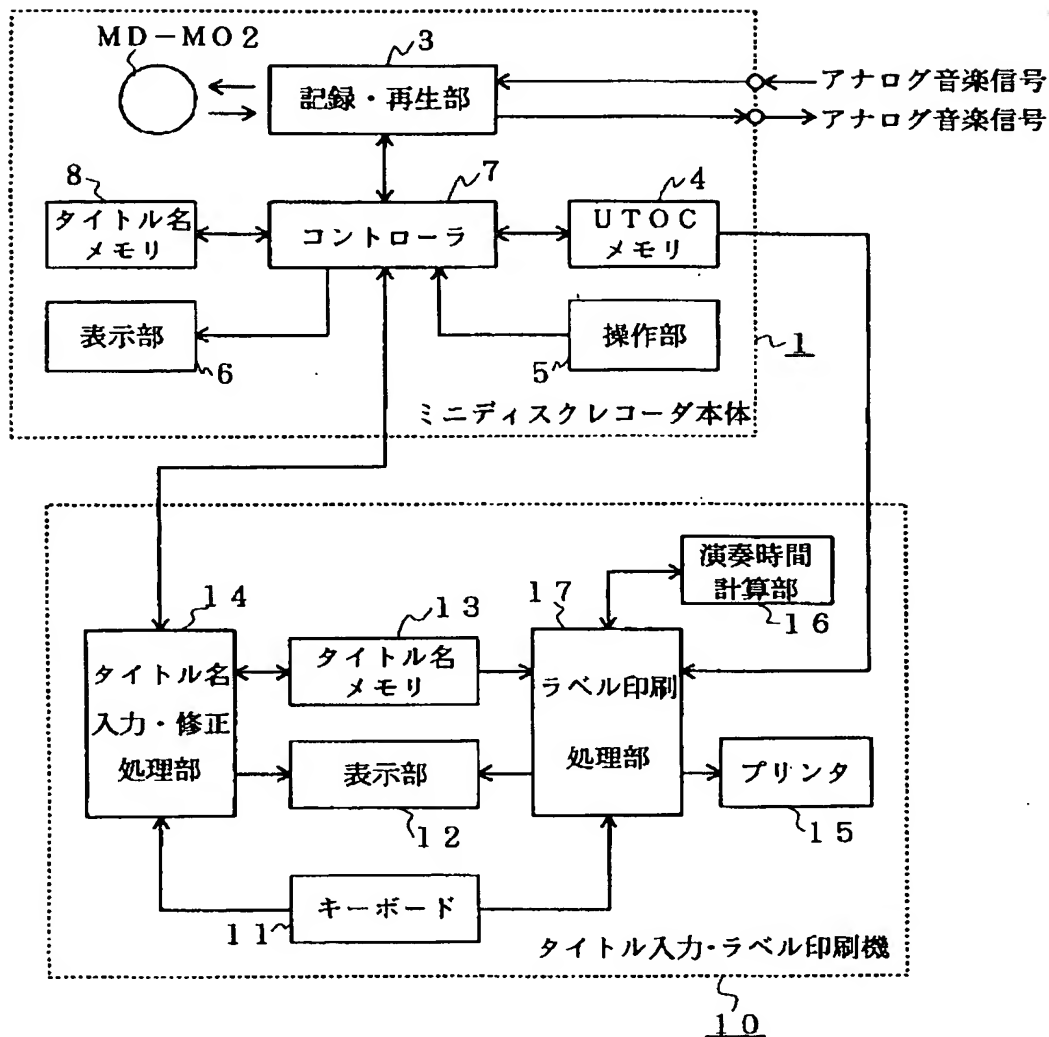 MD-MO2
3
記録・再生部
アナログ音楽信号
アナログ音楽信号
8
タイトル名
メモリ
7
コントローラ
4
UTOC
メモリ
表示部
6
操作部
5
1
ミニディスクレコーダ本体
14
タイトル名
入力・修正
処理部
13
タイトル名
メモリ
17
ラベル印刷
処理部
演奏時間
計算部
16
表示部
12
プリンタ
15
キーボード
11
タイトル入力・ラベル印刷機
10